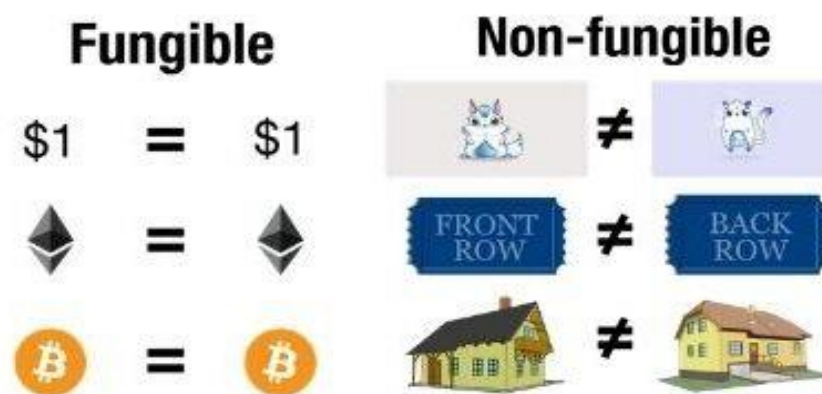 Fungible
$1 = $1
=
=
Non-fungible
≠
FRONT ROW ≠ BACK ROW
≠